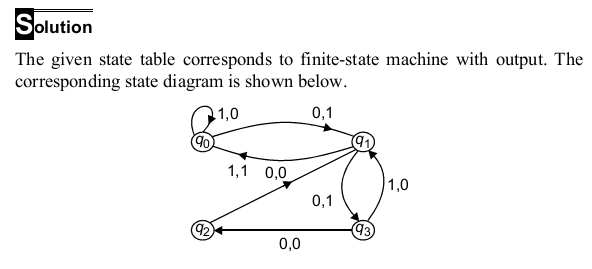 Solution
The given state table corresponds to finite-state machine with output. The
corresponding state diagram is shown below.
1,0
0,1
q0
q1
1,1
0,0
0,1
1,0
q2
q3
0,0